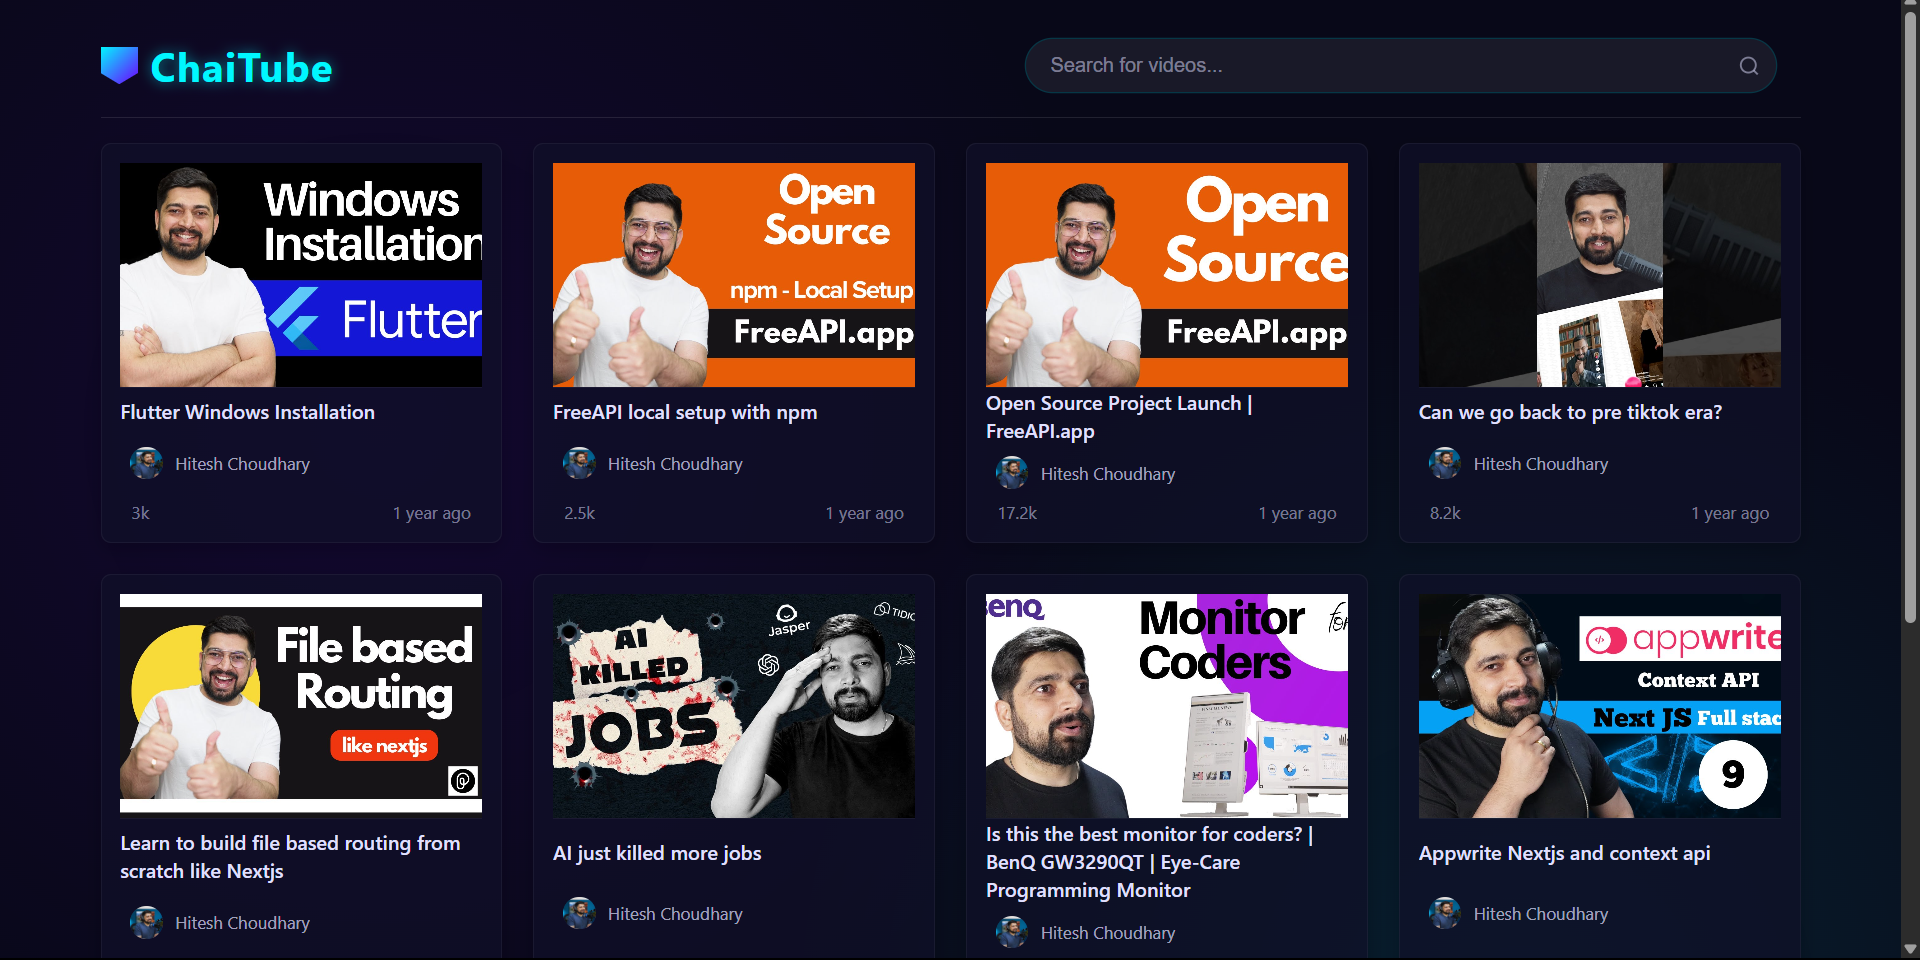 ChaiTube
Search for videos...
Windows
Installation
Flutter
Flutter Windows Installation
Hitesh Choudhary
3k
1 year ago
Open
Source
npm - Local Setup
FreeAPI.app
FreeAPI local setup with npm
Hitesh Choudhary
2.5k
1 year ago
Open
Source
FreeAPI.app
Open Source Project Launch |
FreeAPI.app
Hitesh Choudhary
17.2k
1 year ago
Can we go back to pre tiktok era?
Hitesh Choudhary
8.2k
1 year ago
File based
Routing
like nextjs
Learn to build file based routing from
scratch like Nextjs
Hitesh Choudhary
AI
KILLED
JOBS
Jasper
TIDIO
AI just killed more jobs
Hitesh Choudhary
enQ
Monitor
for
Coders
Is this the best monitor for coders? |
BenQ GW3290QT | Eye-Care
Programming Monitor
Hitesh Choudhary
appwrite
Context API
Next JS Full stac
9
Appwrite Nextjs and context api
Hitesh Choudhary